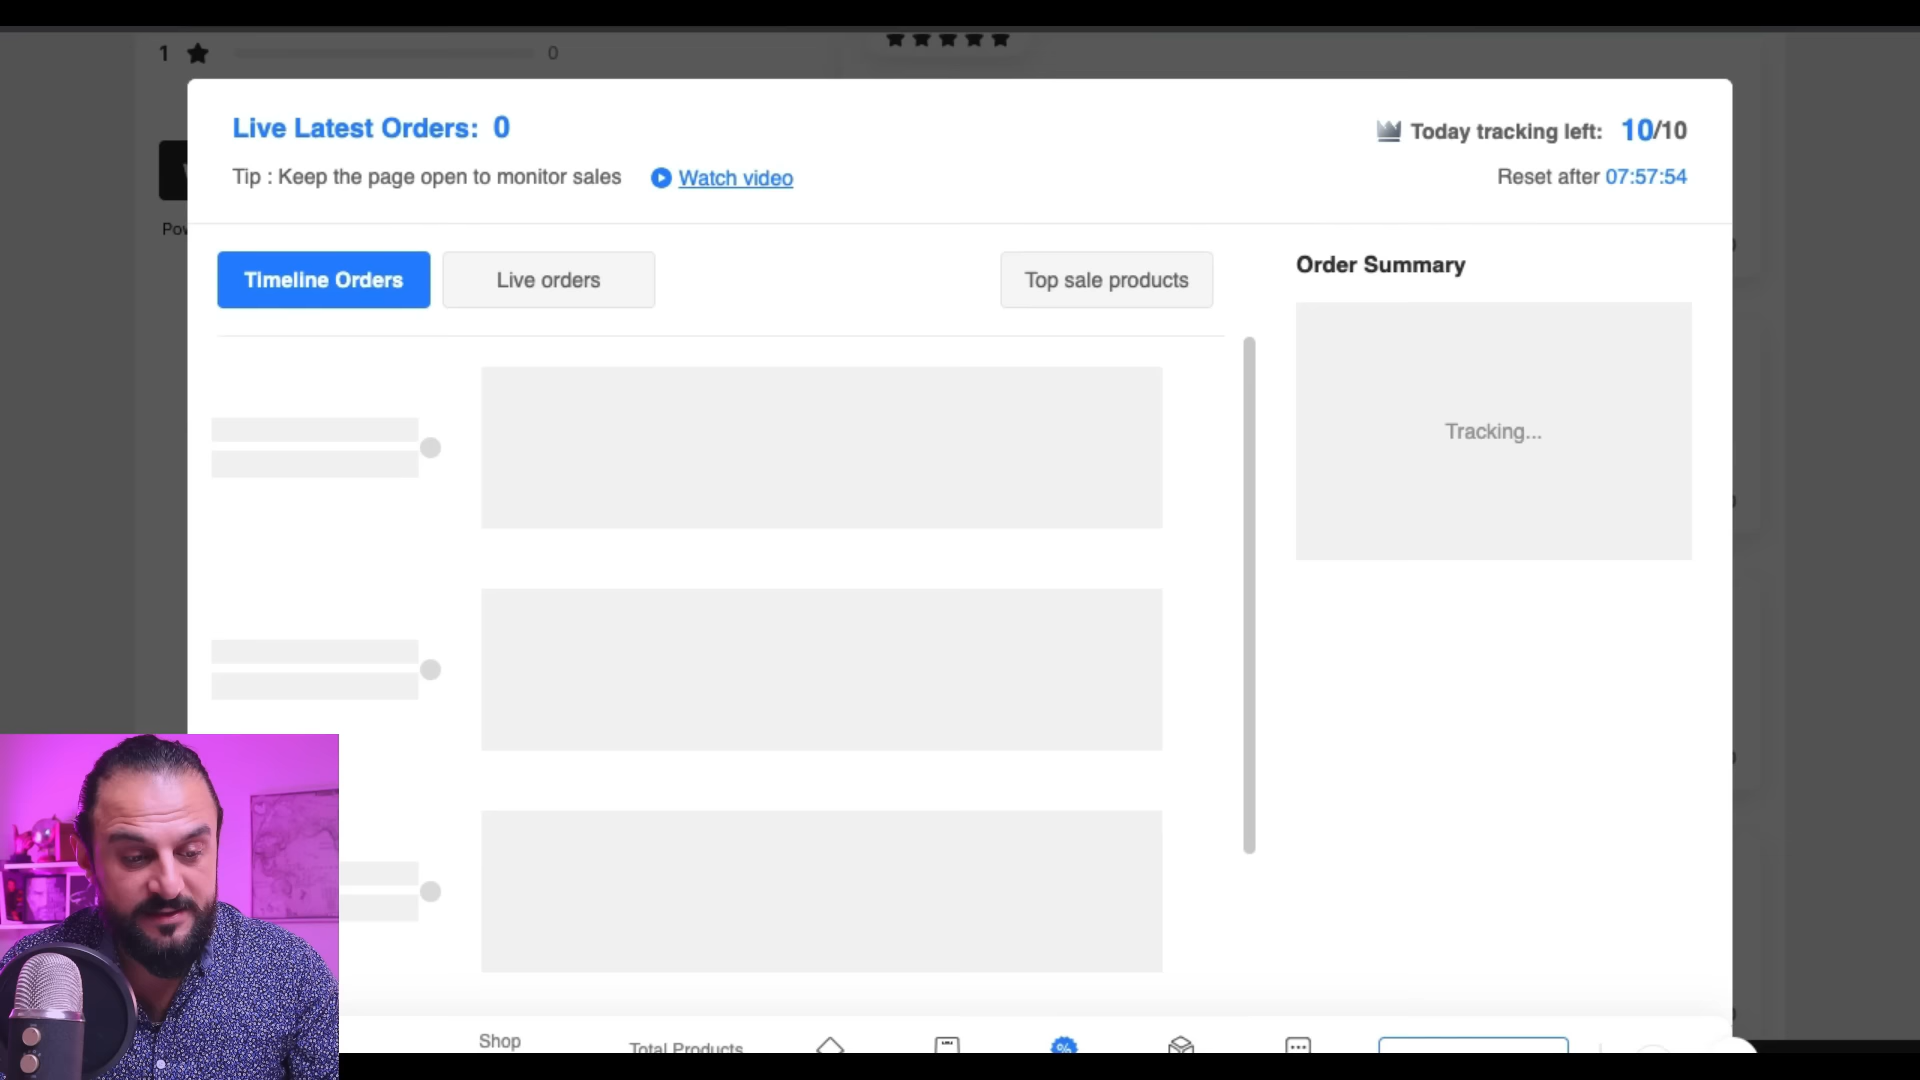 1 0
Live Latest Orders: 0
Today tracking left: 10/10
Tip : Keep the page open to monitor sales
Watch video
Reset after 07:57:54
Timeline Orders
Live orders
Top sale products
Order Summary
Tracking...
Shop
Total Products